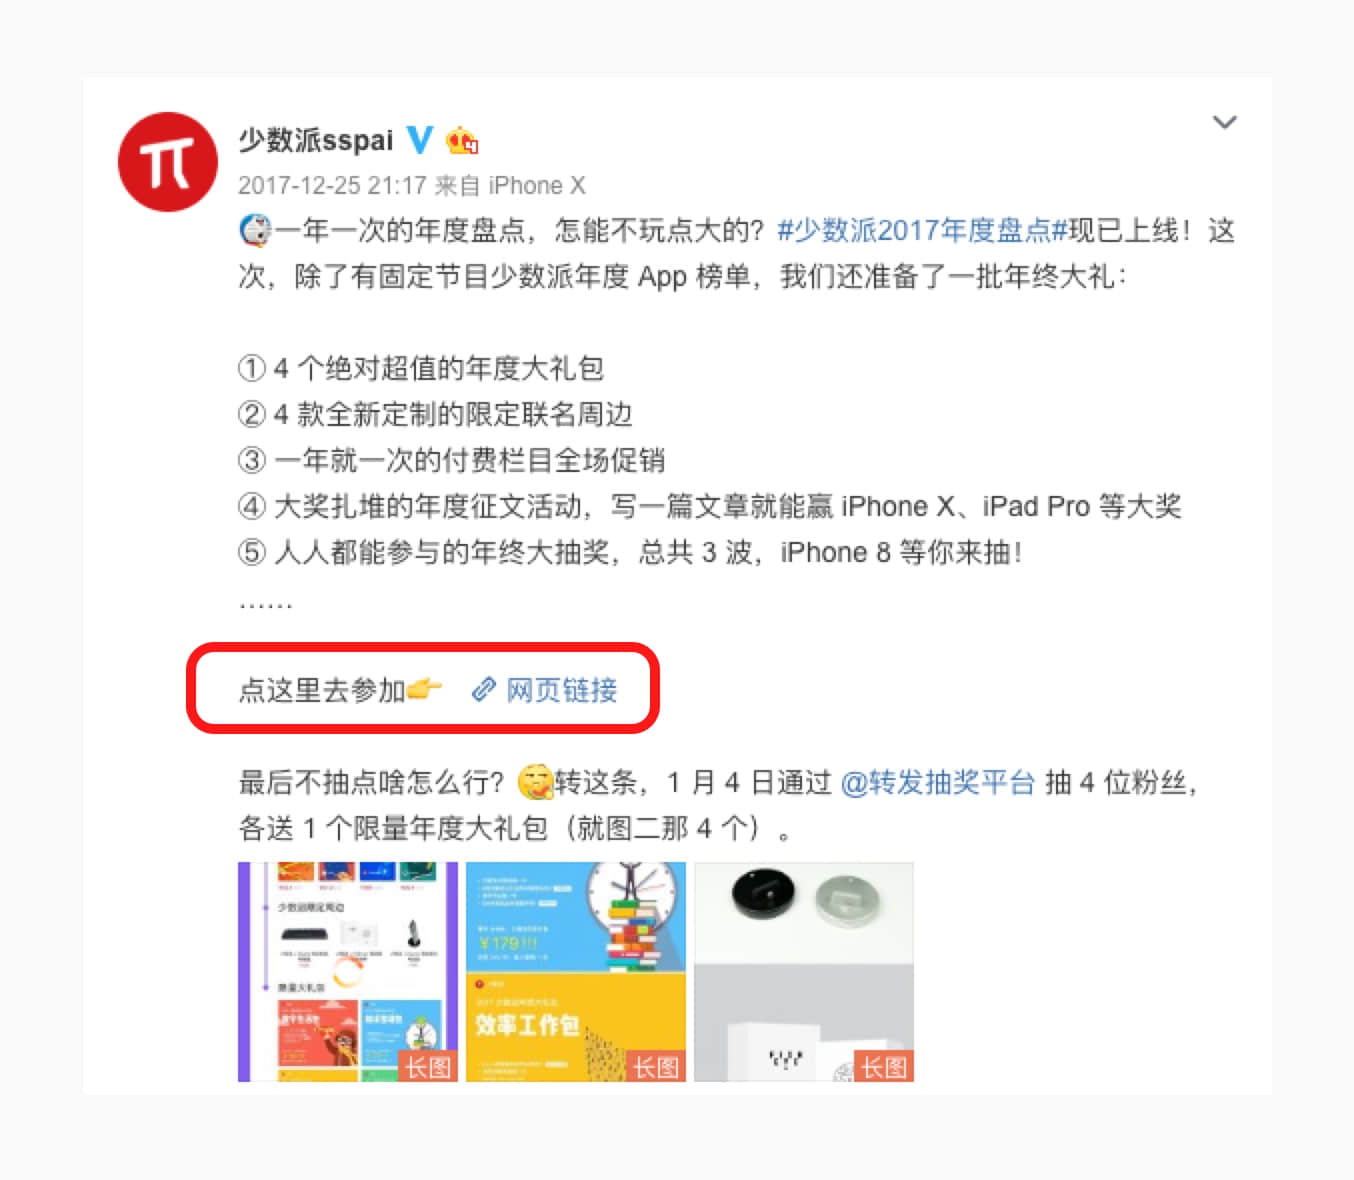 少数派sspai
2017-12-25 21:17 来自 iPhone X
一年一次的年度盘点，怎能不玩点大的？#少数派2017年度盘点#现已上线！这
次，除了有固定节目少数派年度 App 榜单，我们还准备了一批年终大礼：
① 4 个绝对超值的年度大礼包
② 4 款全新定制的限定联名周边
③ 一年就一次的付费栏目全场促销
④ 大奖扎堆的年度征文活动，写一篇文章就能赢 iPhone X、iPad Pro 等大奖
⑤ 人人都能参与的年终大抽奖，总共 3 波，iPhone 8 等你来抽！
……
点这里去参加 网页链接
最后不抽点啥怎么行？转这条，1 月 4 日通过 @转发抽奖平台 抽 4 位粉丝，
各送 1 个限量年度大礼包（就图二那 4 个）。
少数派限定周边
限量大礼包
长图
¥179!!!
效率工作包
长图
长图